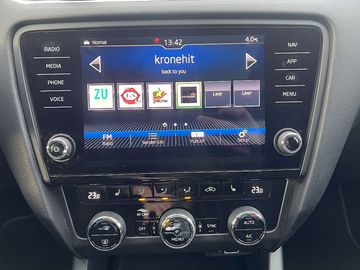 RADIO
MEDIA
PHONE
VOICE
Normal
13:42
4.0
NAV
APP
CAR
MENU
kronehit
back to you
ZU
Leer
Leer
FM
Setup
23.0
23.0
OFF
MENU
SYNC
AUTO
A/C